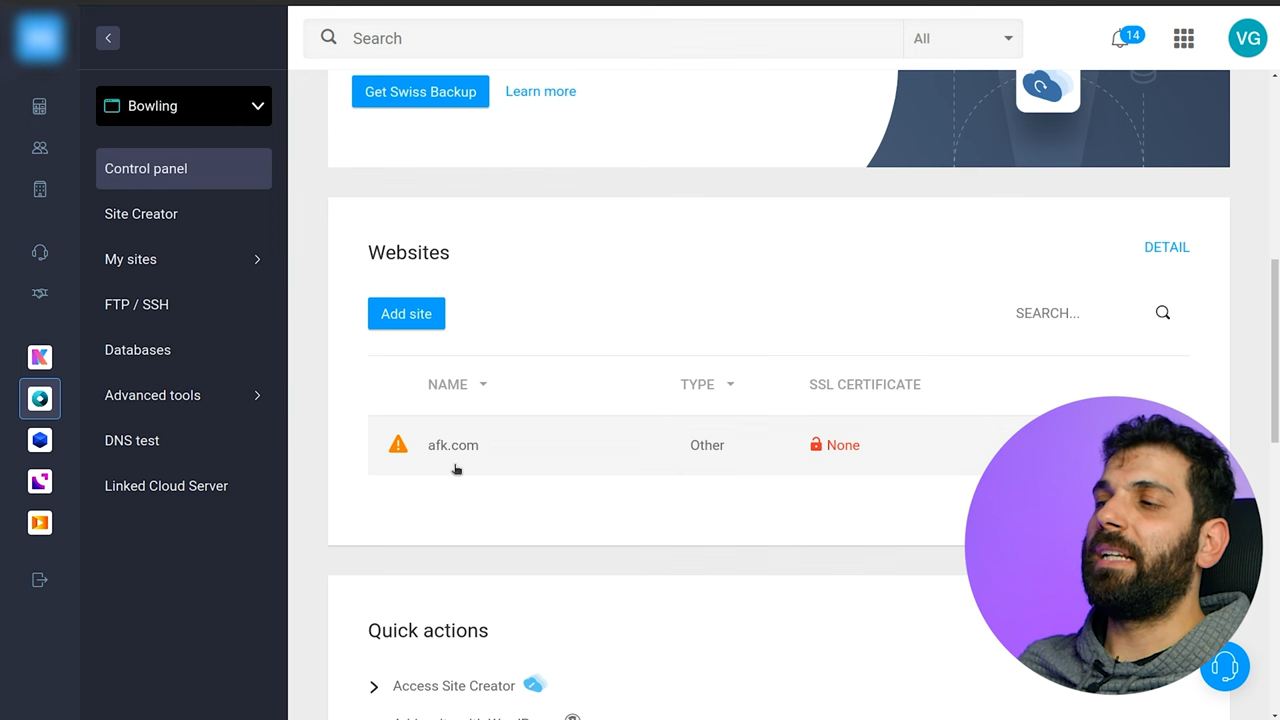 Search
All
14
VG
Bowling
Control panel
Site Creator
My sites
FTP / SSH
Databases
Advanced tools
DNS test
Linked Cloud Server
Get Swiss Backup
Learn more
Websites
DETAIL
Add site
SEARCH...
NAME
TYPE
SSL CERTIFICATE
afk.com
Other
None
Quick actions
Access Site Creator